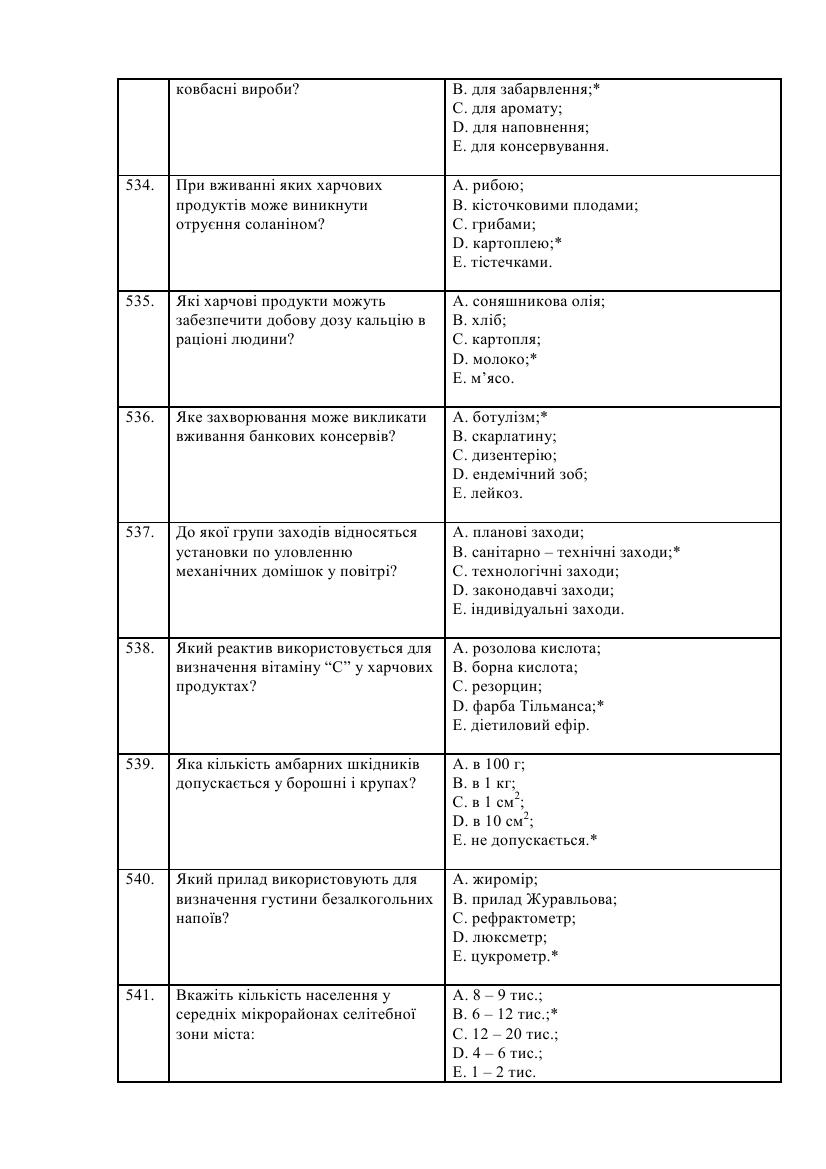 ковбасні вироби?
B. для забарвлення;*
C. для аромату;
D. для наповнення;
E. для консервування.
534.
При вживанні яких харчових
продуктів може виникнути
отруєння соланіном?
A. рибою;
B. кісточковими плодами;
C. грибами;
D. картоплею;*
E. тістечками.
535.
Які харчові продукти можуть
забезпечити добову дозу кальцію в
раціоні людини?
A. соняшникова олія;
B. хліб;
C. картопля;
D. молоко;*
E. м’ясо.
536.
Яке захворювання може викликати
вживання банкових консервів?
A. ботулізм;*
B. скарлатину;
C. дизентерію;
D. ендемічний зоб;
E. лейкоз.
537.
До якої групи заходів відносяться
установки по уловленню
механічних домішок у повітрі?
A. планові заходи;
B. санітарно – технічні заходи;*
C. технологічні заходи;
D. законодавчі заходи;
E. індивідуальні заходи.
538.
Який реактив використовується для
визначення вітаміну “С” у харчових
продуктах?
A. розолова кислота;
B. борна кислота;
C. резорцин;
D. фарба Тільманса;*
E. діетиловий ефір.
539.
Яка кількість амбарних шкідників
допускається у борошні і крупах?
A. в 100 г;
B. в 1 кг;
C. в 1 см²;
D. в 10 см²;
E. не допускається.*
540.
Який прилад використовують для
визначення густини безалкогольних
напоїв?
A. жиромір;
B. прилад Журавльова;
C. рефрактометр;
D. люксметр;
E. цукрометр.*
541.
Вкажіть кількість населення у
середніх мікрорайонах селітебної
зони міста:
A. 8 – 9 тис.;
B. 6 – 12 тис.;*
C. 12 – 20 тис.;
D. 4 – 6 тис.;
E. 1 – 2 тис.